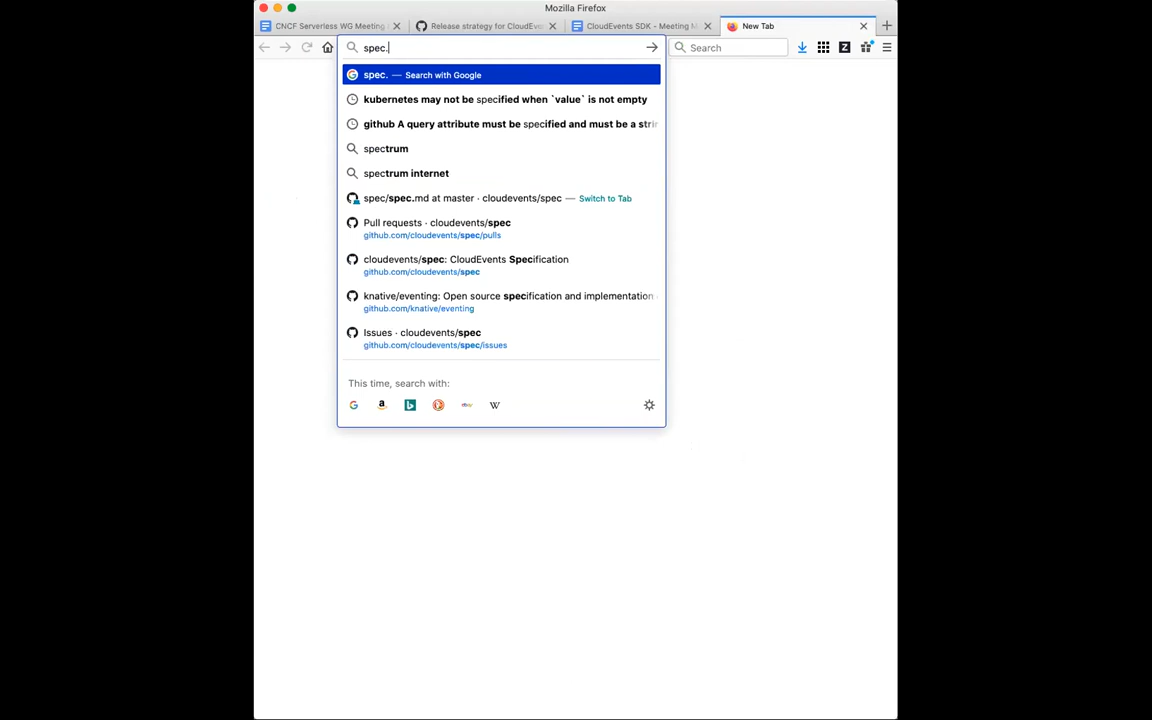 Mozilla Firefox
CNCF Serverless WG Meeting
Release strategy for CloudEven
CloudEvents SDK - Meeting M
New Tab
spec.
Search
spec. — Search with Google
kubernetes may not be specified when `value` is not empty
github A query attribute must be specified and must be a strin
spectrum
spectrum internet
spec/spec.md at master · cloudevents/spec — Switch to Tab
Pull requests · cloudevents/spec
github.com/cloudevents/spec/pulls
cloudevents/spec: CloudEvents Specification
github.com/cloudevents/spec
knative/eventing: Open source specification and implementation
github.com/knative/eventing
Issues · cloudevents/spec
github.com/cloudevents/spec/issues
This time, search with: